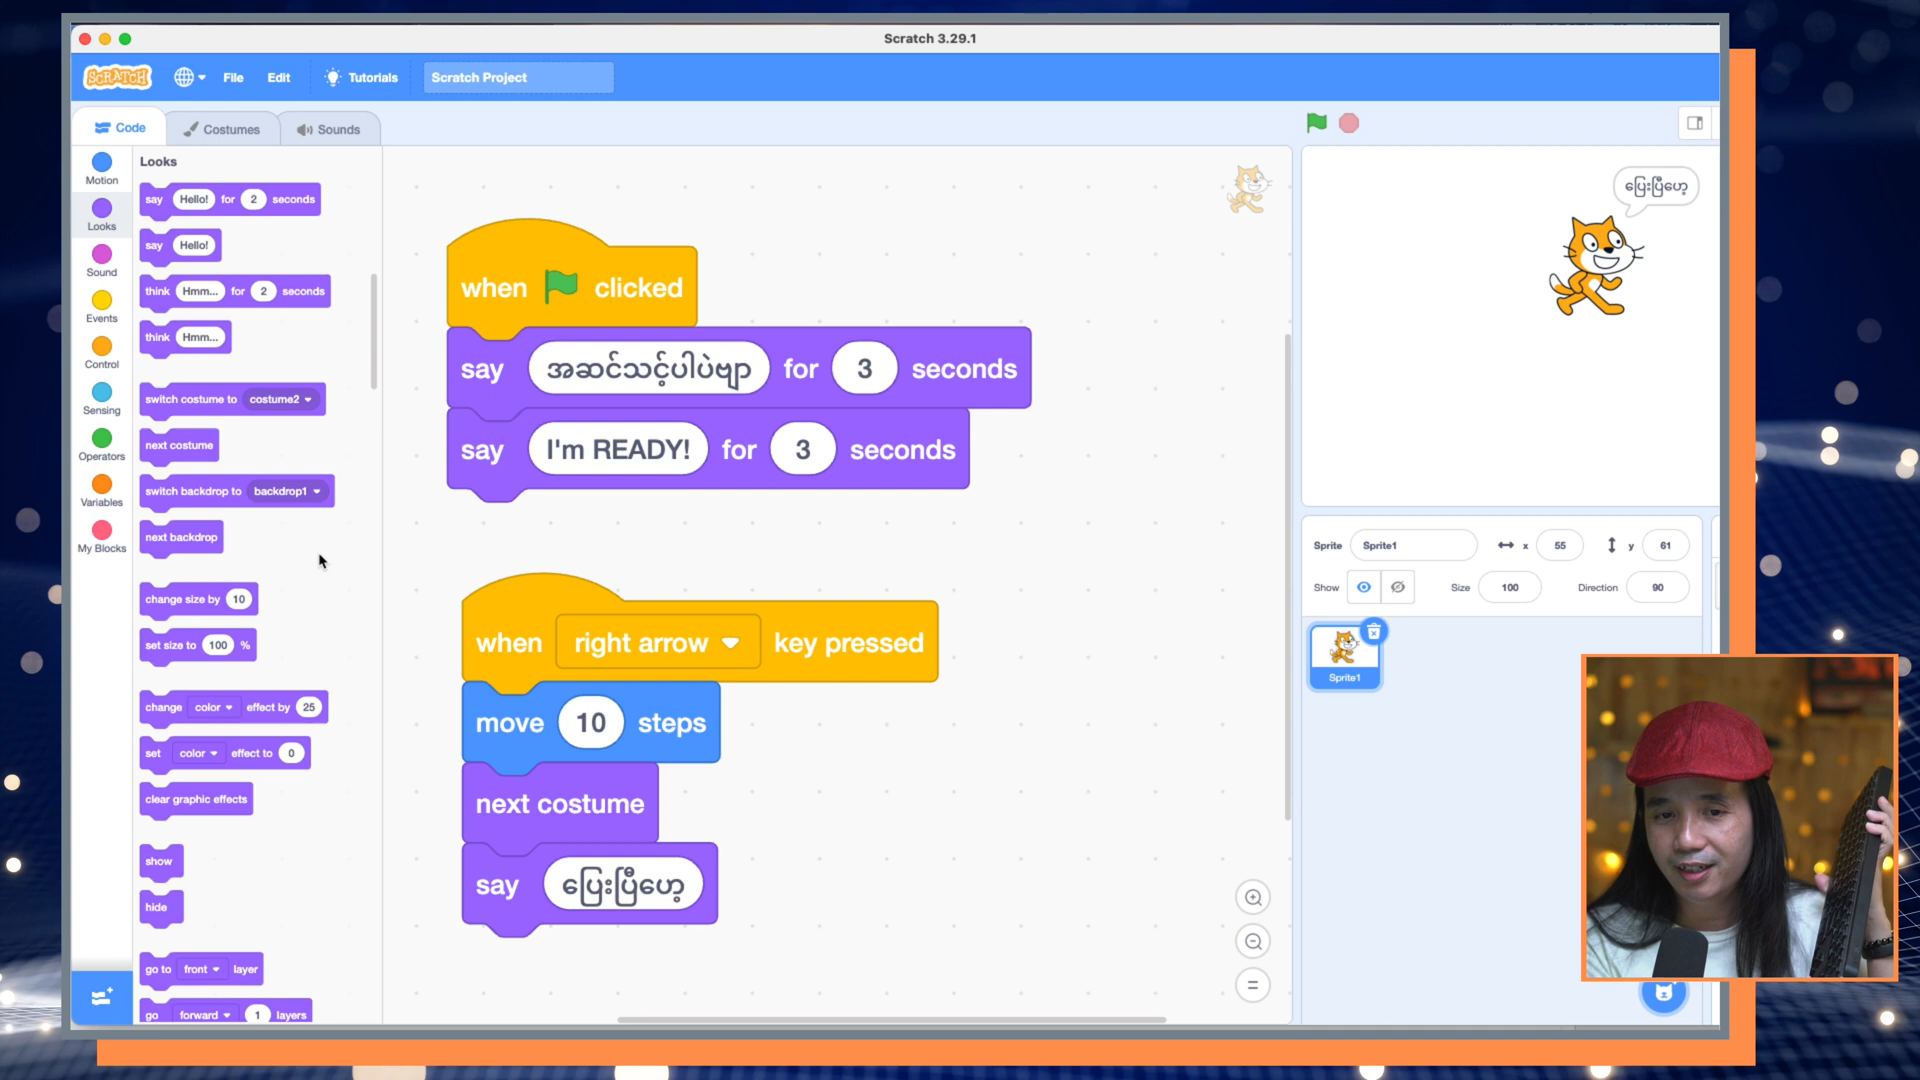 Scratch 3.29.1
SCRATCH File Edit Tutorials Scratch Project
Code Costumes Sounds
Motion
Looks
Sound
Events
Control
Sensing
Operators
Variables
My Blocks
Looks
say Hello! for 2 seconds
say Hello!
think Hmm... for 2 seconds
think Hmm...
switch costume to costume2
next costume
switch backdrop to backdrop1
next backdrop
change size by 10
set size to 100 %
change color effect by 25
set color effect to 0
clear graphic effects
show
hide
go to front layer
go forward 1 layers
when clicked
say အဆင်သင့်ပါပဲဗျာ for 3 seconds
say I'm READY! for 3 seconds
when right arrow key pressed
move 10 steps
next costume
say ပြေးပြီဟေ့
ပြေးပြီဟေ့
Sprite Sprite1 x 55 y 61
Show Size 100 Direction 90
Sprite1